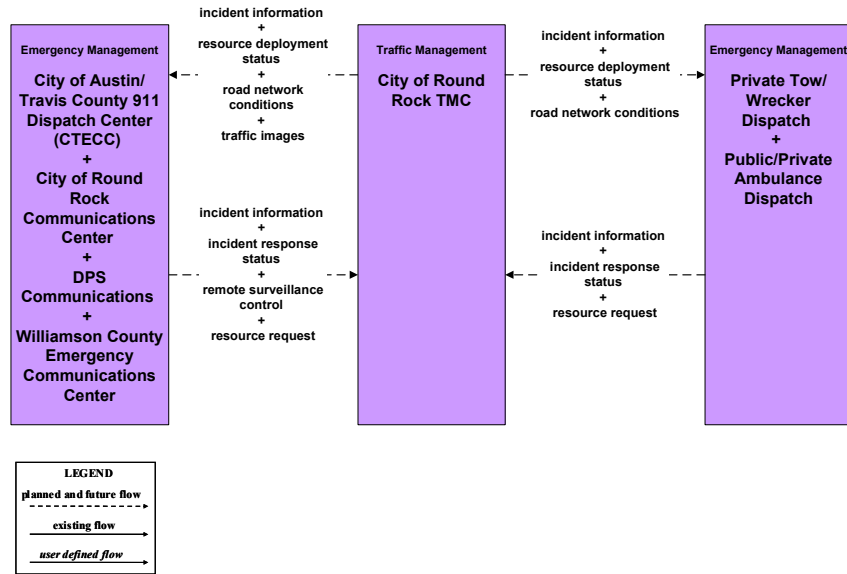 Emergency Management
City of Austin/
Travis County 911
Dispatch Center
(CTECC)
+
City of Round
Rock
Communications
Center
+
DPS
Communications
+
Williamson County
Emergency
Communications
Center
incident information
+
resource deployment
status
+
road network
conditions
+
traffic images
incident information
+
incident response
status
+
remote surveillance
control
+
resource request
Traffic Management
City of Round
Rock TMC
incident information
+
resource deployment
status
+
road network conditions
incident information
+
incident response
status
+
resource request
Emergency Management
Private Tow/
Wrecker
Dispatch
+
Public/Private
Ambulance
Dispatch
LEGEND
planned and future flow
existing flow
user defined flow